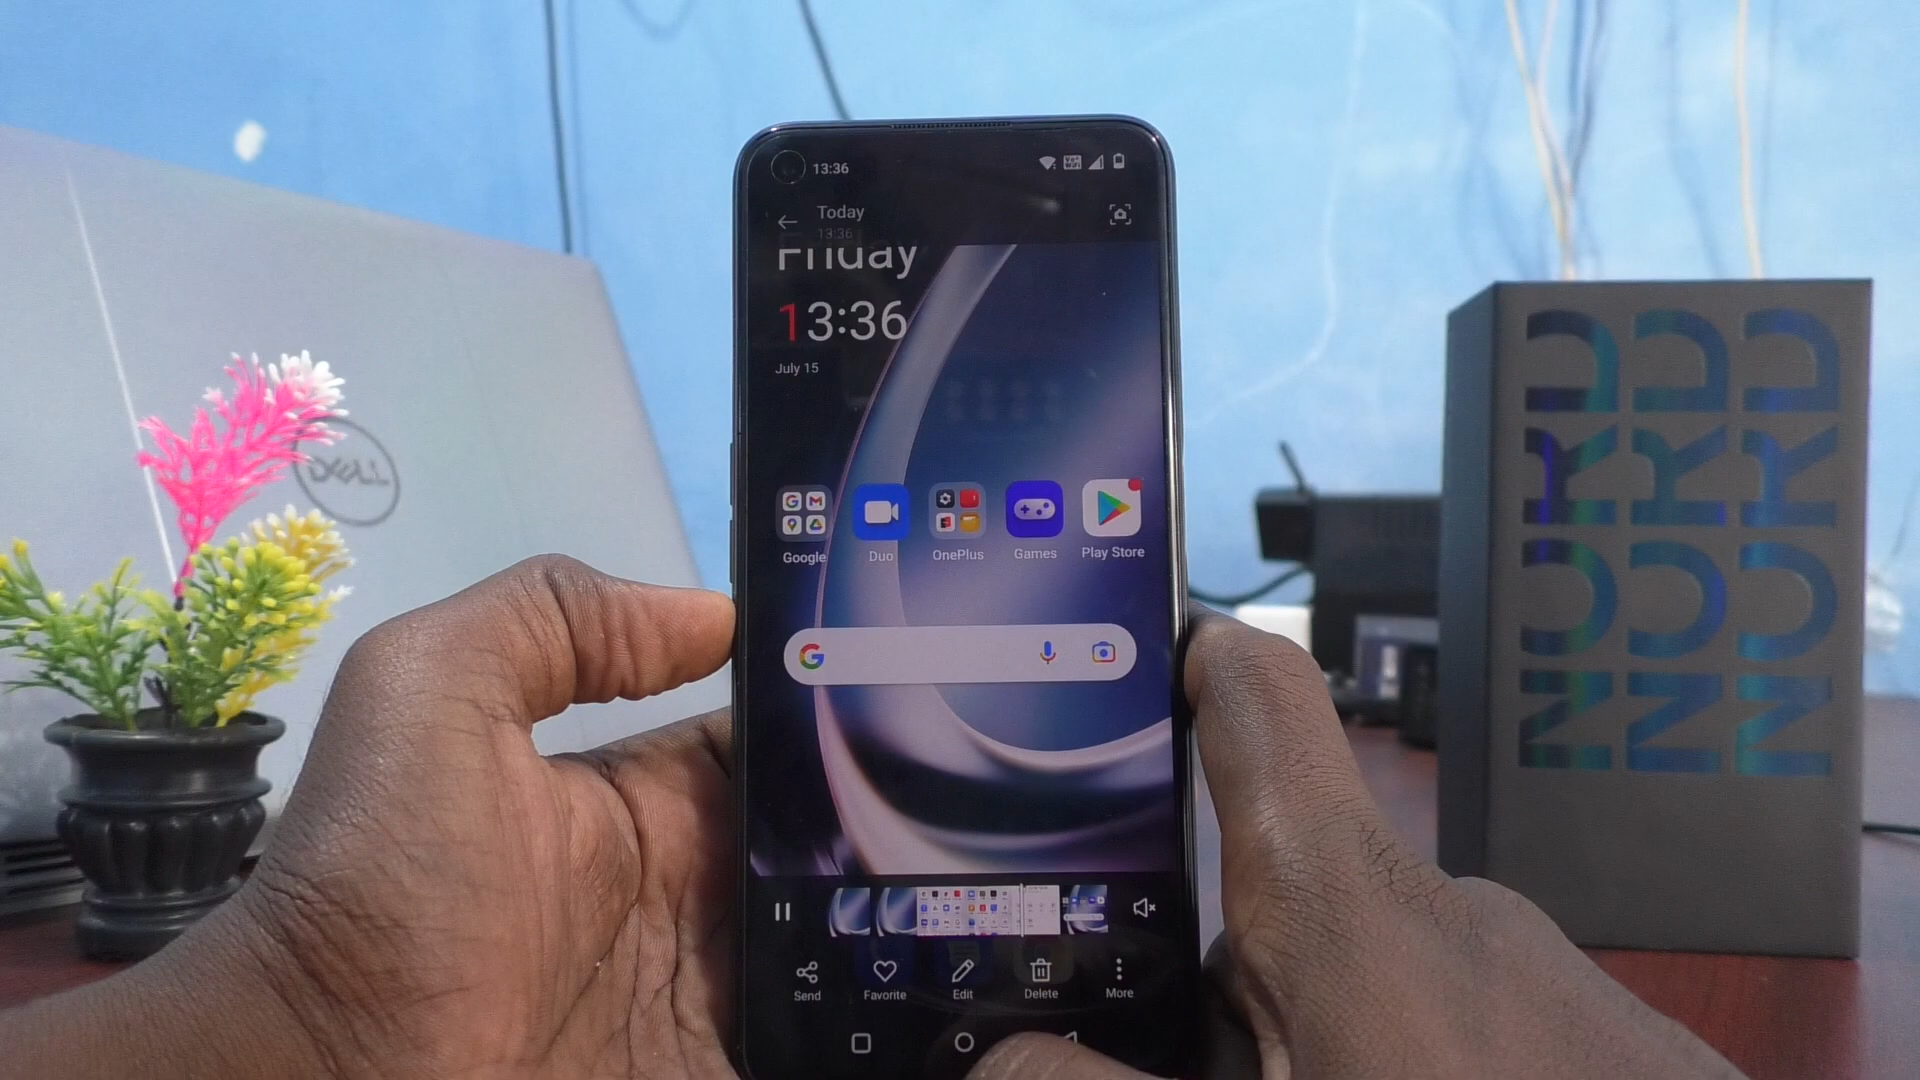 13:36
Today
13:36
Friday
13:36
July 15
Google
Duo
OnePlus
Games
Play Store
Send
Favorite
Edit
Delete
More
DELL
NORD
NORD
NORD